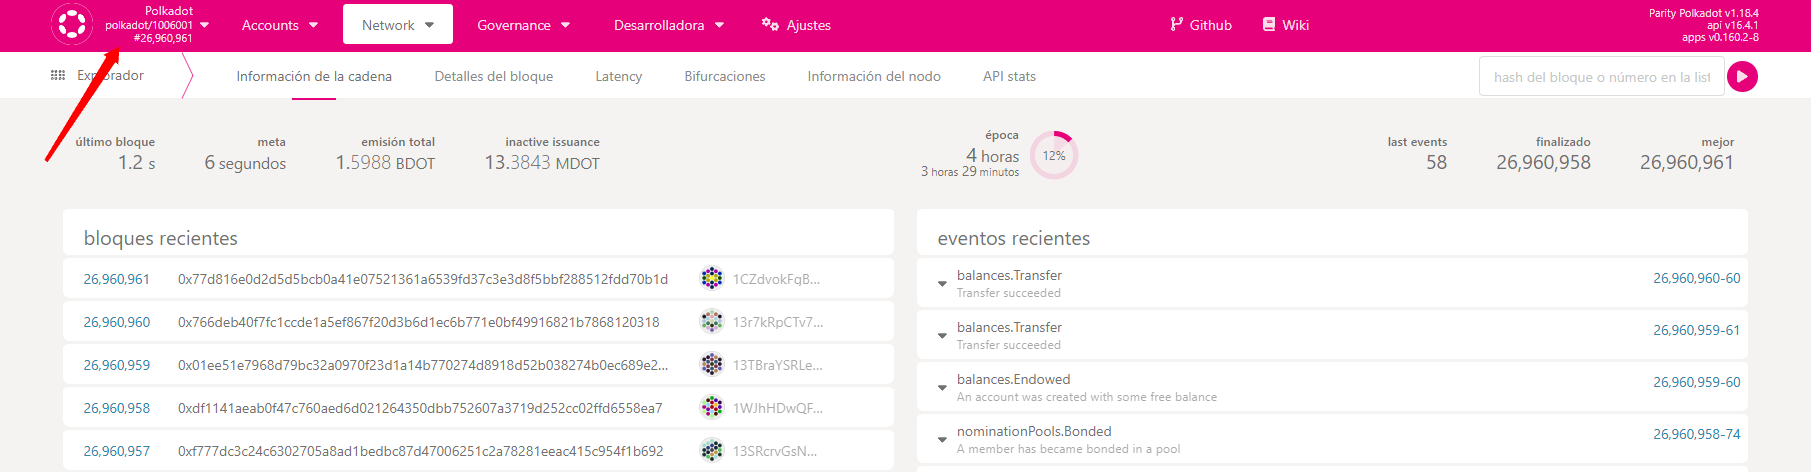 Polkadot
polkadot/1006001
#26,960,961
Accounts
Network
Governance
Desarrolladora
Ajustes
Github
Wiki
Parity Polkadot v1.18.4
api v16.4.1
apps v0.160.2-8
Explorador
Información de la cadena
Detalles del bloque
Latency
Bifurcaciones
Información del nodo
API stats
hash del bloque o número en la list
último bloque
1.2 s
meta
6 segundos
emisión total
1.5988 BDOT
inactive issuance
13.3843 MDOT
época
4 horas
3 horas 29 minutos
12%
last events
58
finalizado
26,960,958
mejor
26,960,961
bloques recientes
26,960,961 0x77d816e0d2d5d5bcb0a41e07521361a6539fd37c3e3d8f5bbf288512fdd70b1d 1CZdvokFqB...
26,960,960 0x766deb40f7fc1ccde1a5ef867f20d3b6d1ec6b771e0bf49916821b7868120318 13r7kRpCTv7...
26,960,959 0x01ee51e7968d79bc32a0970f23d1a14b770274d8918d52b038274b0ec689e2... 13TBraYSRLe...
26,960,958 0xdf1141aeab0f47c760aed6d021264350dbb752607a3719d252cc02ffd6558ea7 1WJhHDwQF...
26,960,957 0xf777dc3c24c6302705a8ad1bedbc87d47006251c2a78281eeac415c954f1b692 13SRcrvGsN...
eventos recientes
balances.Transfer 26,960,960-60
Transfer succeeded
balances.Transfer 26,960,959-61
Transfer succeeded
balances.Endowed 26,960,959-60
An account was created with some free balance
nominationPools.Bonded 26,960,958-74
A member has became bonded in a pool